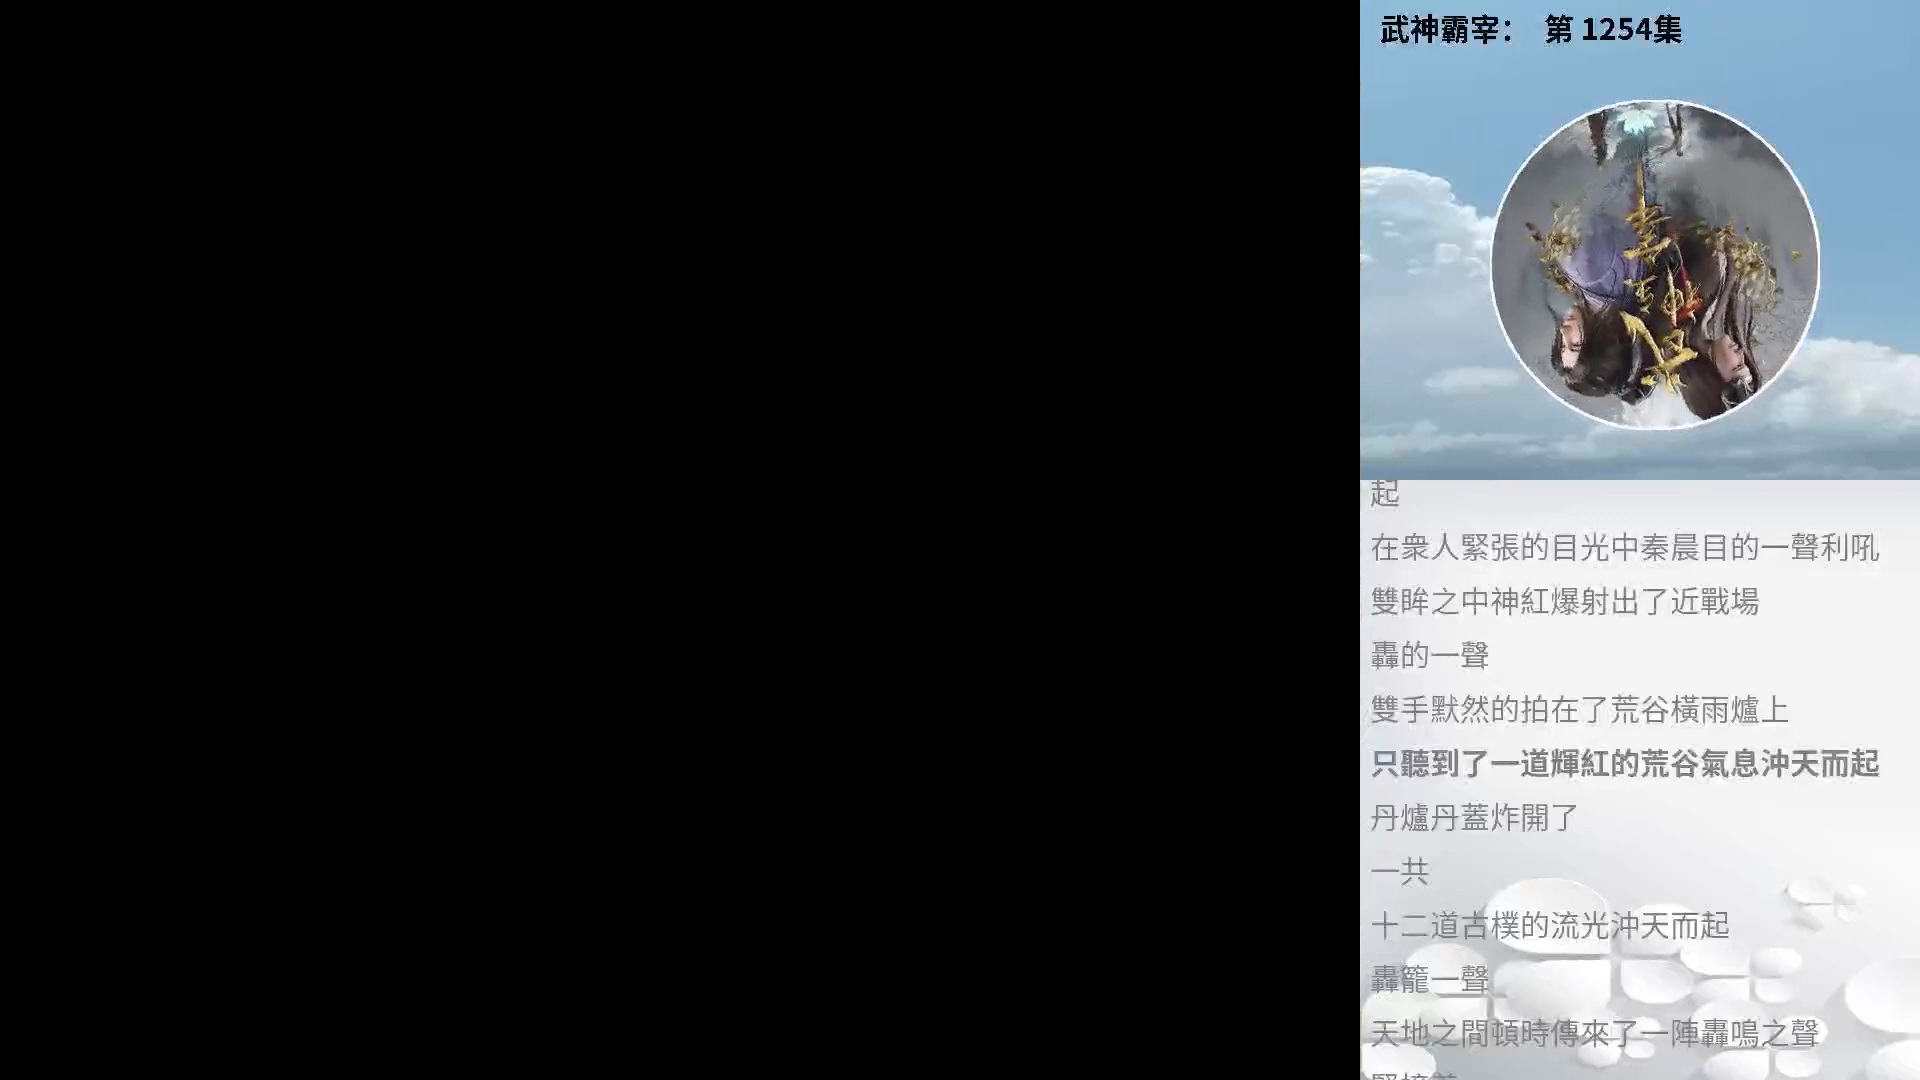 武神霸宰： 第 1254集
起
在衆人緊張的目光中秦晨目的一聲利吼
雙眸之中神紅爆射出了近戰場
轟的一聲
雙手默然的拍在了荒谷橫雨爐上
只聽到了一道輝紅的荒谷氣息沖天而起
丹爐丹蓋炸開了
一共
十二道古樸的流光沖天而起
轟籠一聲
天地之間頓時傳來了一陣轟鳴之聲